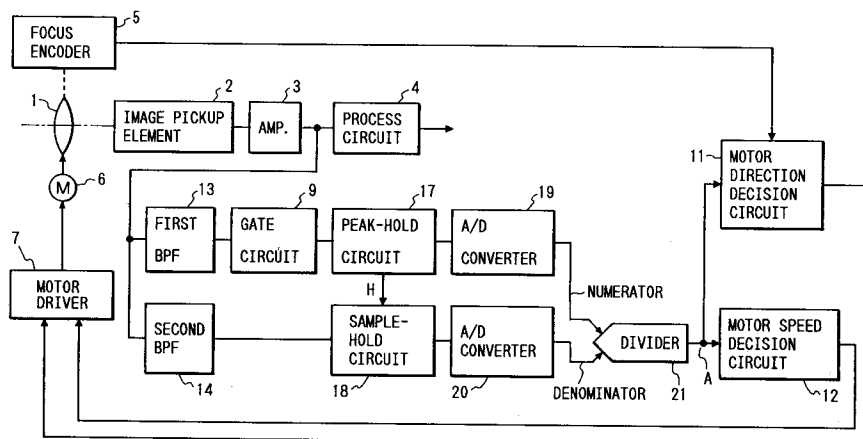 5
FOCUS
ENCODER
1
2
IMAGE PICKUP
ELEMENT
3
AMP.
4
PROCESS
CIRCUIT
M
6
7
MOTOR
DRIVER
13
FIRST
BPF
9
GATE
CIRCUIT
17
PEAK-HOLD
CIRCUIT
19
A/D
CONVERTER
11
MOTOR
DIRECTION
DECISION
CIRCUIT
H
NUMERATOR
SECOND
BPF
14
SAMPLE-
HOLD
CIRCUIT
18
A/D
CONVERTER
20
DENOMINATOR
DIVIDER
21
A
MOTOR SPEED
DECISION
CIRCUIT
12